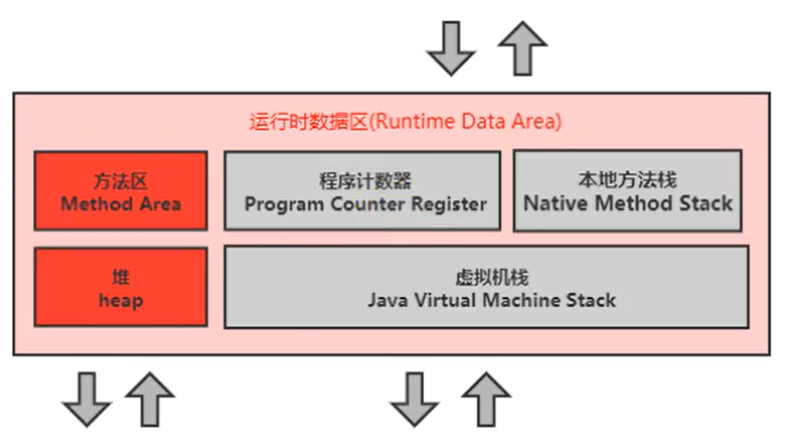 运行时数据区(Runtime Data Area)
方法区
Method Area
程序计数器
Program Counter Register
本地方法栈
Native Method Stack
堆
heap
虚拟机栈
Java Virtual Machine Stack